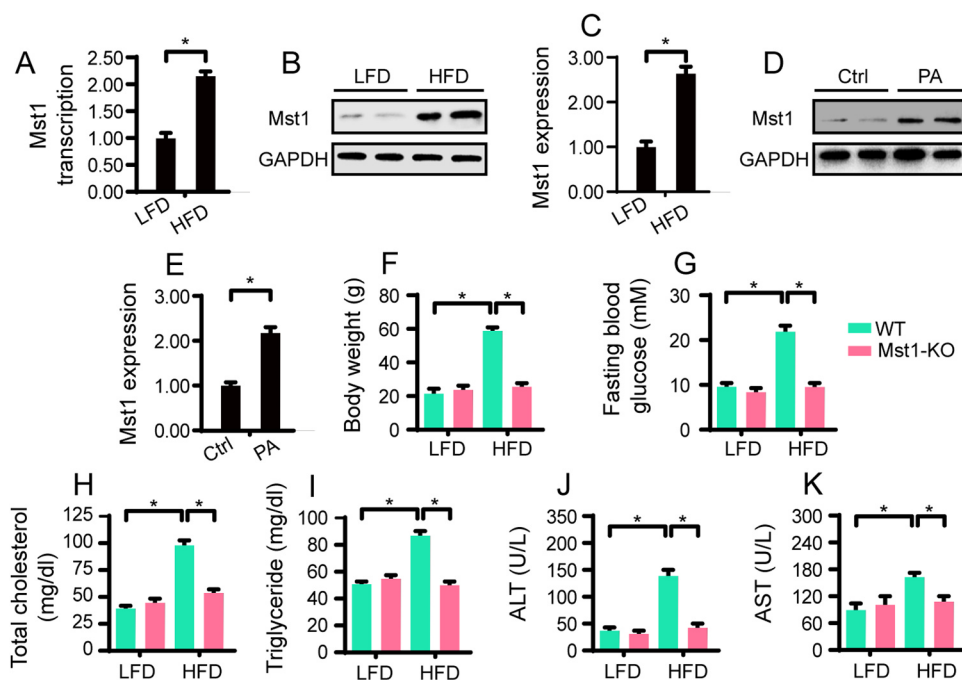 A
Mst1
transcription
2.50
2.00
1.50
1.00
0.50
0.00
*
LFD
HFD
B
LFD HFD
Mst1
GAPDH
C
Mst1 expression
3.00
2.00
1.00
0.00
*
LFD
HFD
D
Ctrl PA
Mst1
GAPDH
E
Mst1 expression
3.00
2.00
1.00
0.00
*
Ctrl
PA
F
Body weight (g)
80
60
40
20
0
* *
LFD HFD
G
Fasting blood
glucose (mM)
30
20
10
0
* *
LFD HFD
WT
Mst1-KO
H
Total cholesterol
(mg/dl)
125
100
75
50
25
0
* *
LFD HFD
I
Triglyceride (mg/dl)
100
80
60
40
20
0
* *
LFD HFD
J
ALT (U/L)
350
200
150
100
50
0
* *
LFD HFD
K
AST (U/L)
300
240
180
120
60
0
* *
LFD HFD